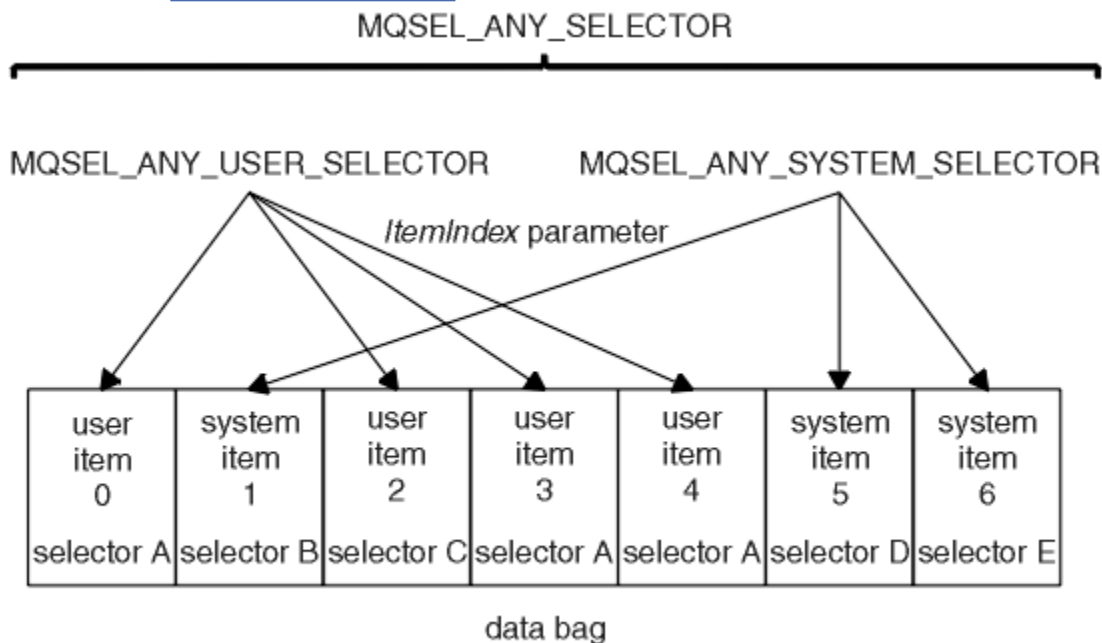 MQSEL_ANY_SELECTOR
MQSEL_ANY_USER_SELECTOR
MQSEL_ANY_SYSTEM_SELECTOR
ItemIndex parameter
user item 0 selector A
system item 1 selector B
user item 2 selector C
user item 3 selector A
user item 4 selector A
system item 5 selector D
system item 6 selector E
data bag